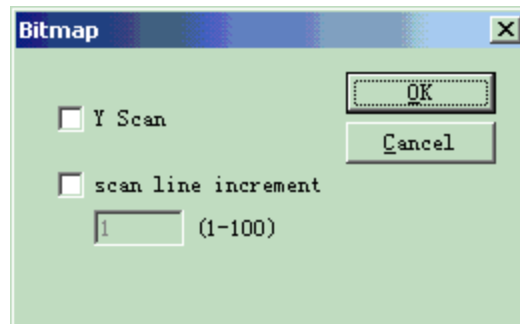 Bitmap
OK
Y Scan
Cancel
scan line increment
1 (1-100)